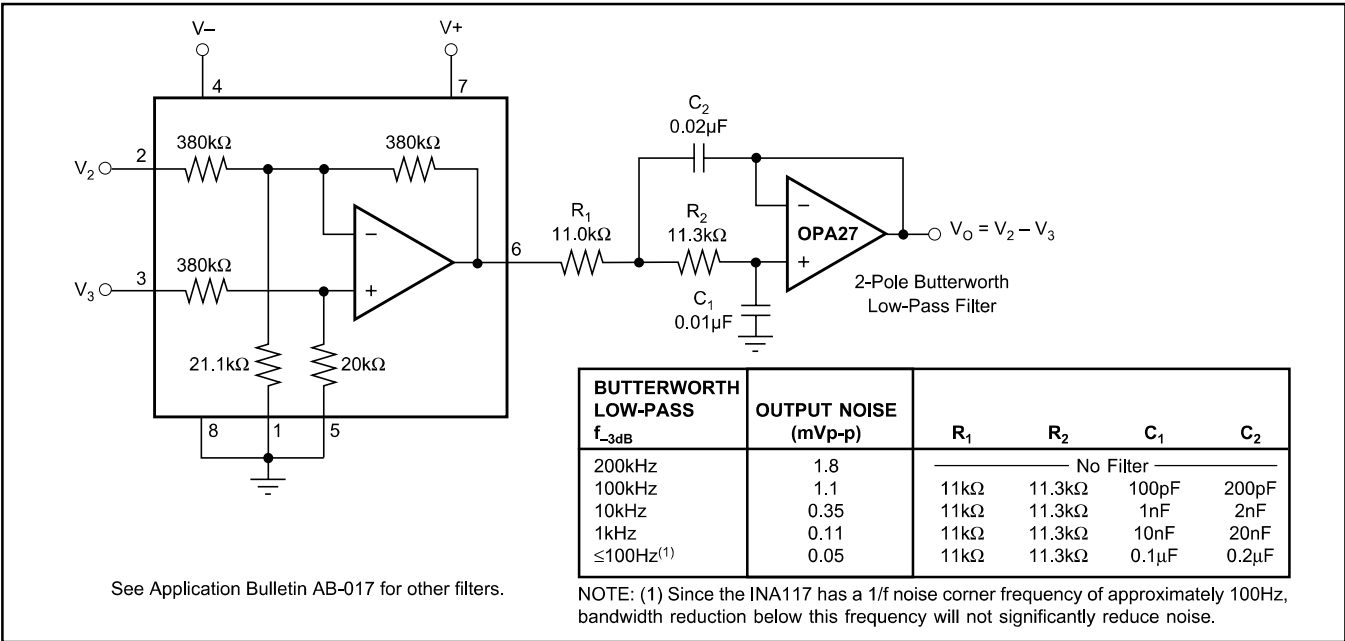 V–
V+
4
7
C2
0.02µF
380kΩ
380kΩ
V2
2
–
+
R1
11.0kΩ
R2
11.3kΩ
–
OPA27
+
VO = V2 – V3
6
380kΩ
V3
3
2-Pole Butterworth
Low-Pass Filter
C1
0.01µF
21.1kΩ
20kΩ
8
1
5
BUTTERWORTH LOW-PASS f–3dB OUTPUT NOISE (mVp-p) R1 R2 C1 C2
200kHz 1.8 No Filter
100kHz 1.1 11kΩ 11.3kΩ 100pF 200pF
10kHz 0.35 11kΩ 11.3kΩ 1nF 2nF
1kHz 0.11 11kΩ 11.3kΩ 10nF 20nF
≤100Hz(1) 0.05 11kΩ 11.3kΩ 0.1µF 0.2µF
See Application Bulletin AB-017 for other filters.
NOTE: (1) Since the INA117 has a 1/f noise corner frequency of approximately 100Hz,
bandwidth reduction below this frequency will not significantly reduce noise.